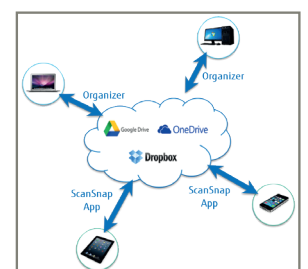 Organizer
Organizer
Google Drive
OneDrive
Dropbox
ScanSnap
App
ScanSnap
App